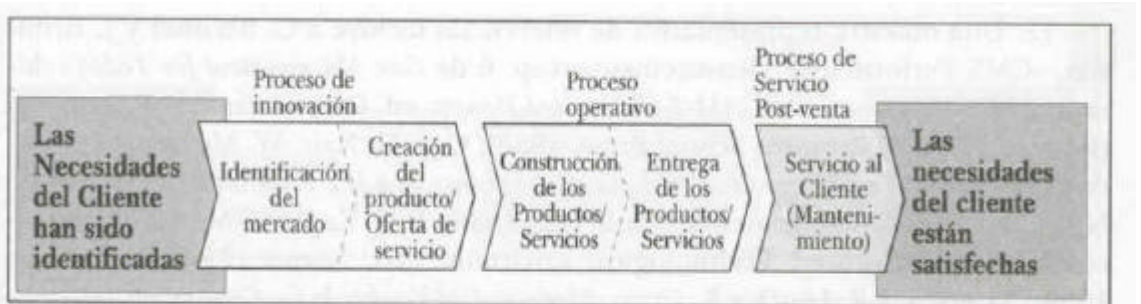 Proceso de
innovación
Proceso
operativo
Proceso de
Servicio
Post-venta
Las
Necesidades
del Cliente
han sido
identificadas
Identificación
del
mercado
Creación
del
producto/
Oferta de
servicio
Construcción
de los
Productos/
Servicios
Entrega
de los
Productos/
Servicios
Servicio al
Cliente
(Manteni-
miento)
Las
necesidades
del cliente
están
satisfechas